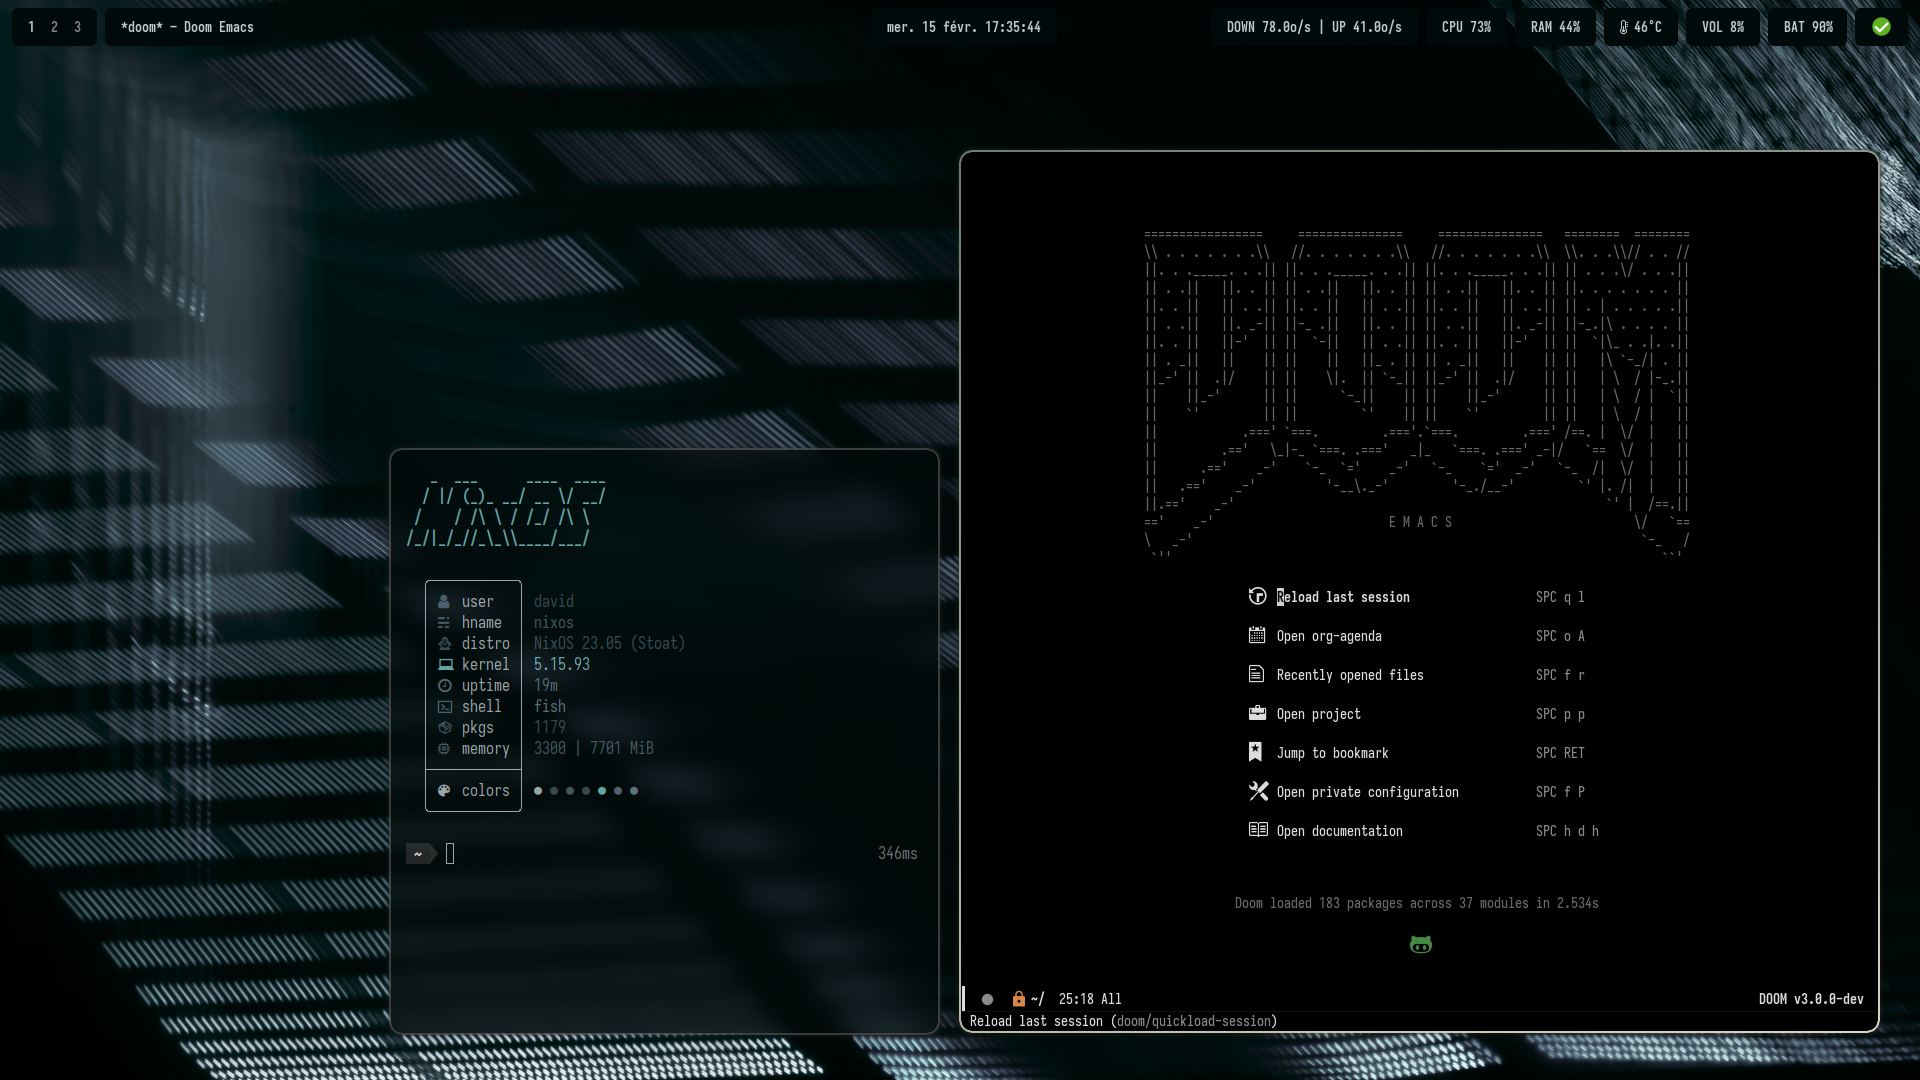 1 2 3 *doom* – Doom Emacs mer. 15 févr. 17:35:44 DOWN 78.0o/s | UP 41.0o/s CPU 73% RAM 44% 46°C VOL 8% BAT 90%
NixOS
user david
hname nixos
distro NixOS 23.05 (Stoat)
kernel 5.15.93
uptime 19m
shell fish
pkgs 1179
memory 3300 | 7701 MiB
colors
~ 346ms
DOOM
E M A C S
Reload last session SPC q l
Open org-agenda SPC o A
Recently opened files SPC f r
Open project SPC p p
Jump to bookmark SPC RET
Open private configuration SPC f P
Open documentation SPC h d h
Doom loaded 183 packages across 37 modules in 2.534s
~/ 25:18 All DOOM v3.0.0-dev
Reload last session (doom/quickload-session)